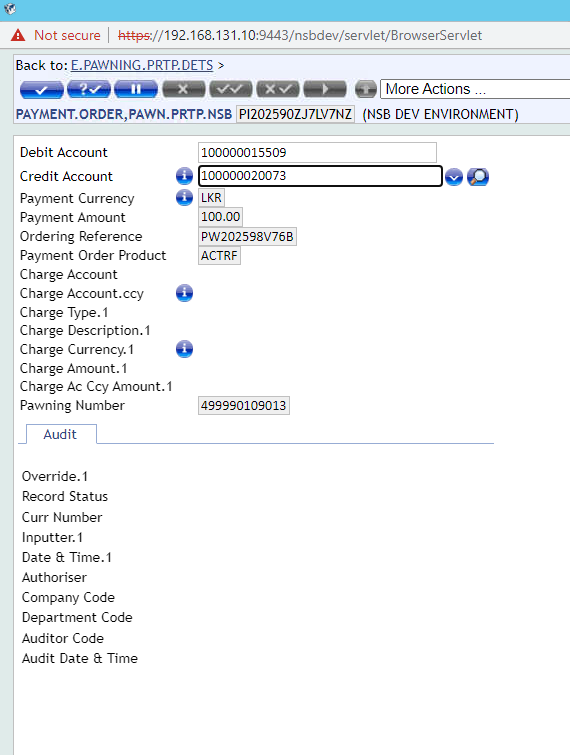 Not secure | https://192.168.131.10:9443/nsbdev/servlet/BrowserServlet
Back to: E.PAWNING.PRTP.DETS >
More Actions ...
PAYMENT.ORDER,PAWN.PRTP.NSB PI202590ZJ7LV7NZ (NSB DEV ENVIRONMENT)
Debit Account 100000015509
Credit Account 100000020073
Payment Currency LKR
Payment Amount 100.00
Ordering Reference PW202598V76B
Payment Order Product ACTRF
Charge Account
Charge Account.ccy
Charge Type.1
Charge Description.1
Charge Currency.1
Charge Amount.1
Charge Ac Ccy Amount.1
Pawning Number 499990109013
Audit
Override.1
Record Status
Curr Number
Inputter.1
Date & Time.1
Authoriser
Company Code
Department Code
Auditor Code
Audit Date & Time